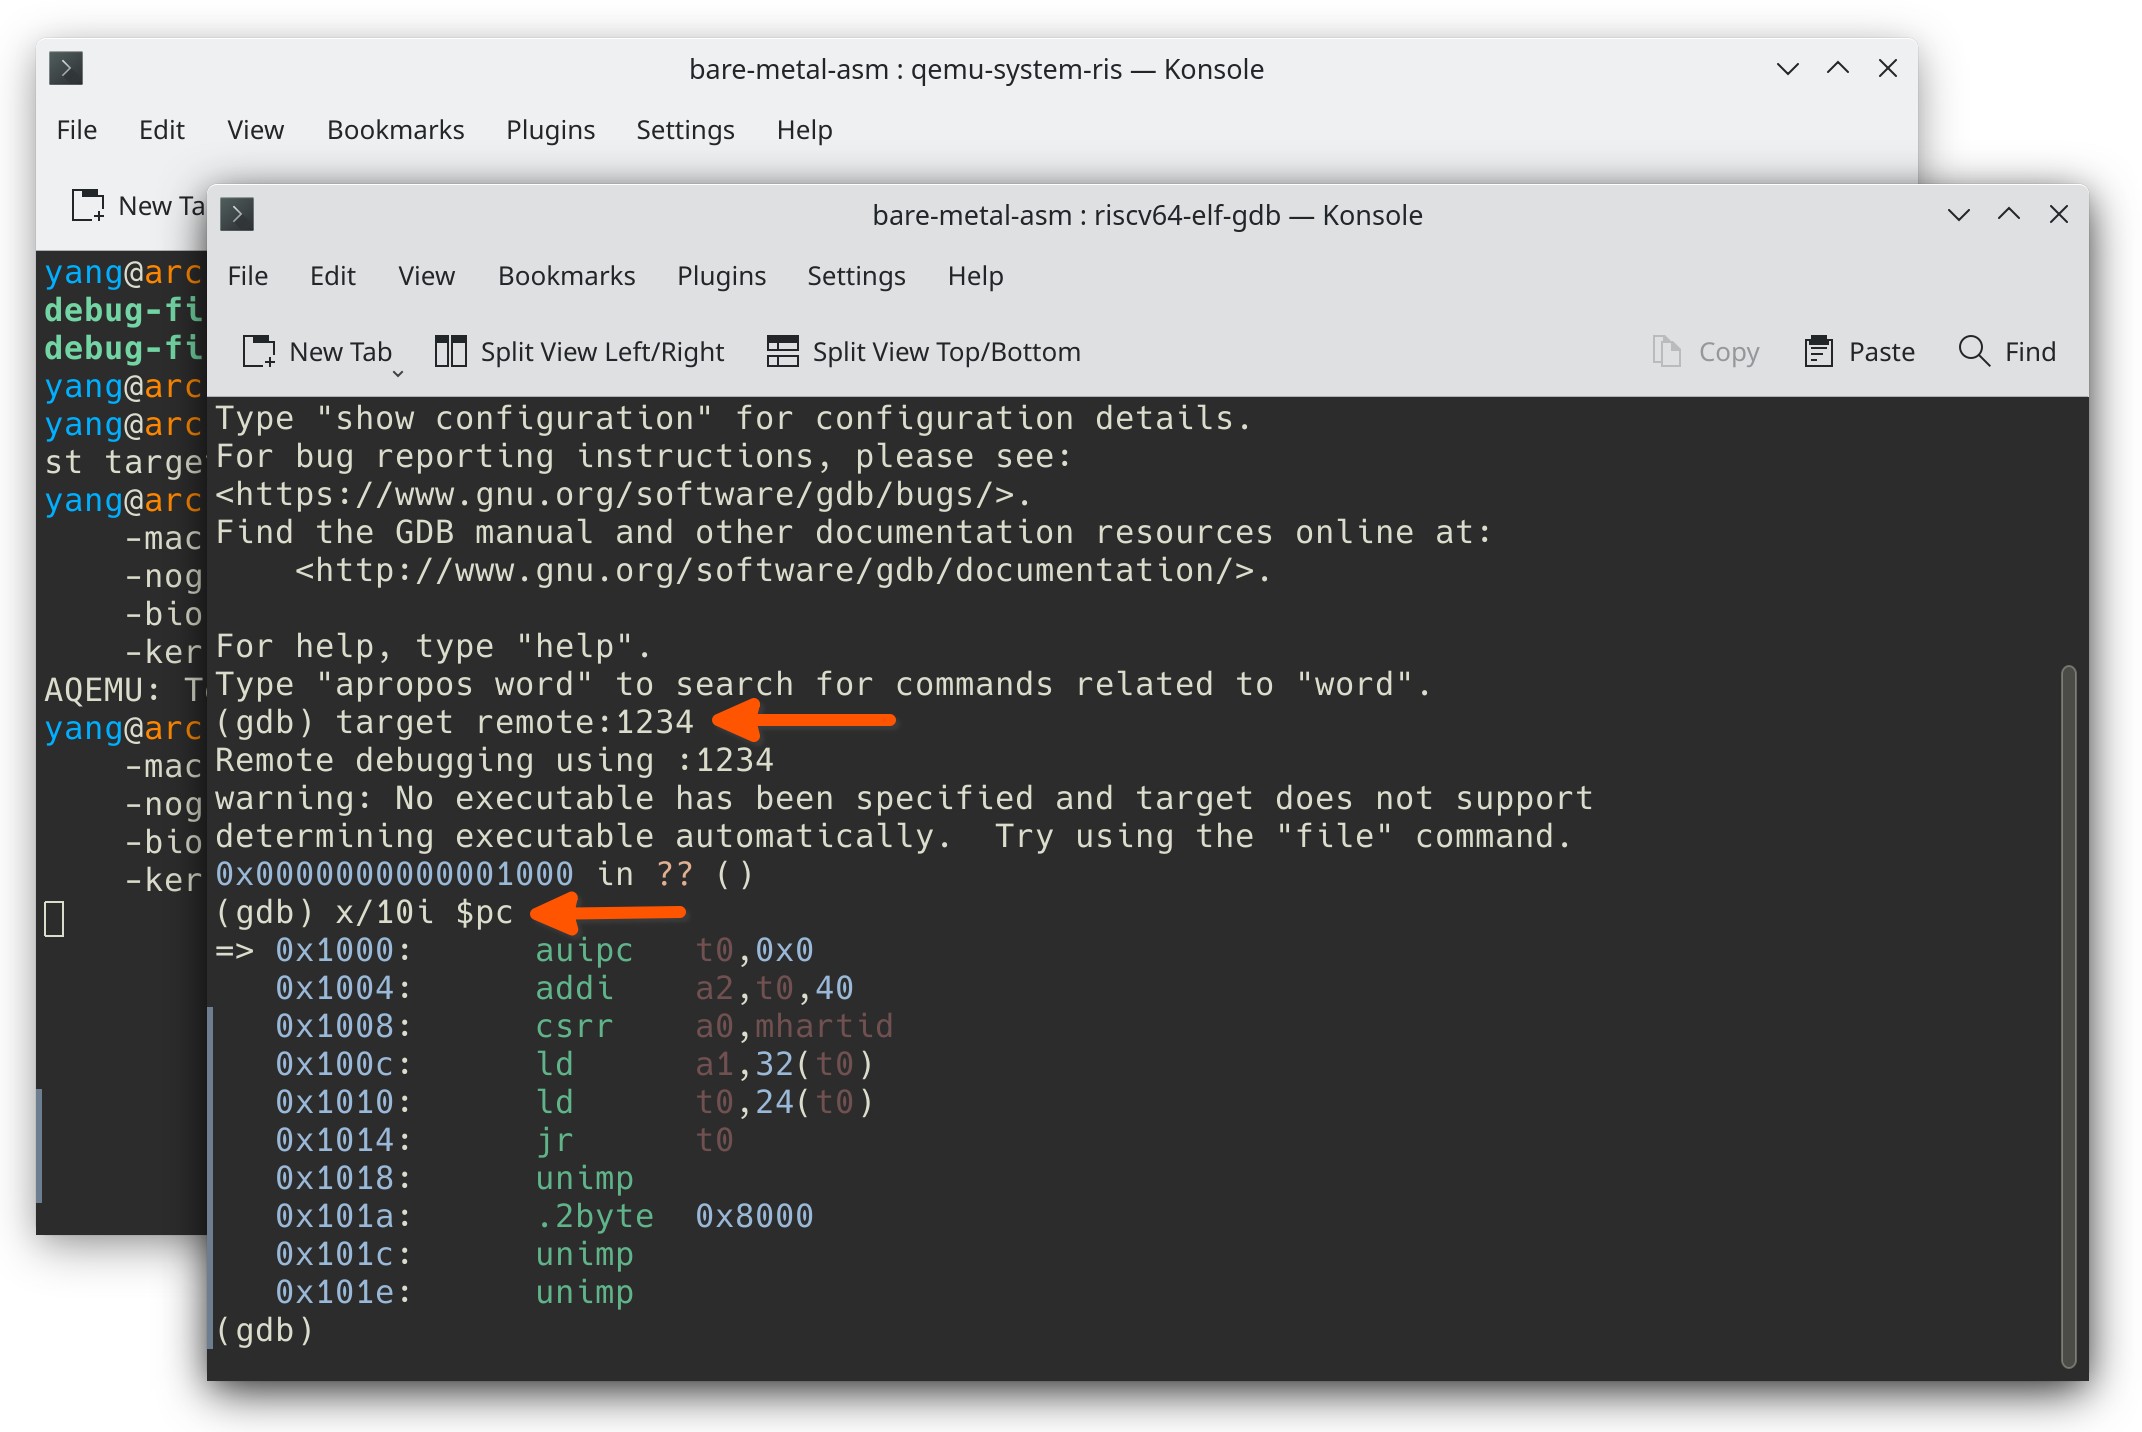 bare-metal-asm : qemu-system-ris — Konsole
File Edit View Bookmarks Plugins Settings Help
New Ta
yang@arc
debug-fi
debug-fi
yang@arc
yang@arc
st targe
yang@arc
-mac
-nog
-bio
-ker
AQEMU: T
yang@arc
-mac
-nog
-bio
-ker
bare-metal-asm : riscv64-elf-gdb — Konsole
File Edit View Bookmarks Plugins Settings Help
New Tab Split View Left/Right Split View Top/Bottom Copy Paste Find
Type "show configuration" for configuration details.
For bug reporting instructions, please see:
<https://www.gnu.org/software/gdb/bugs/>.
Find the GDB manual and other documentation resources online at:
    <http://www.gnu.org/software/gdb/documentation/>.
For help, type "help".
Type "apropos word" to search for commands related to "word".
(gdb) target remote:1234
Remote debugging using :1234
warning: No executable has been specified and target does not support
determining executable automatically.  Try using the "file" command.
0x0000000000001000 in ?? ()
(gdb) x/10i $pc
=> 0x1000:      auipc   t0,0x0
   0x1004:      addi    a2,t0,40
   0x1008:      csrr    a0,mhartid
   0x100c:      ld      a1,32(t0)
   0x1010:      ld      t0,24(t0)
   0x1014:      jr      t0
   0x1018:      unimp
   0x101a:      .2byte  0x8000
   0x101c:      unimp
   0x101e:      unimp
(gdb)